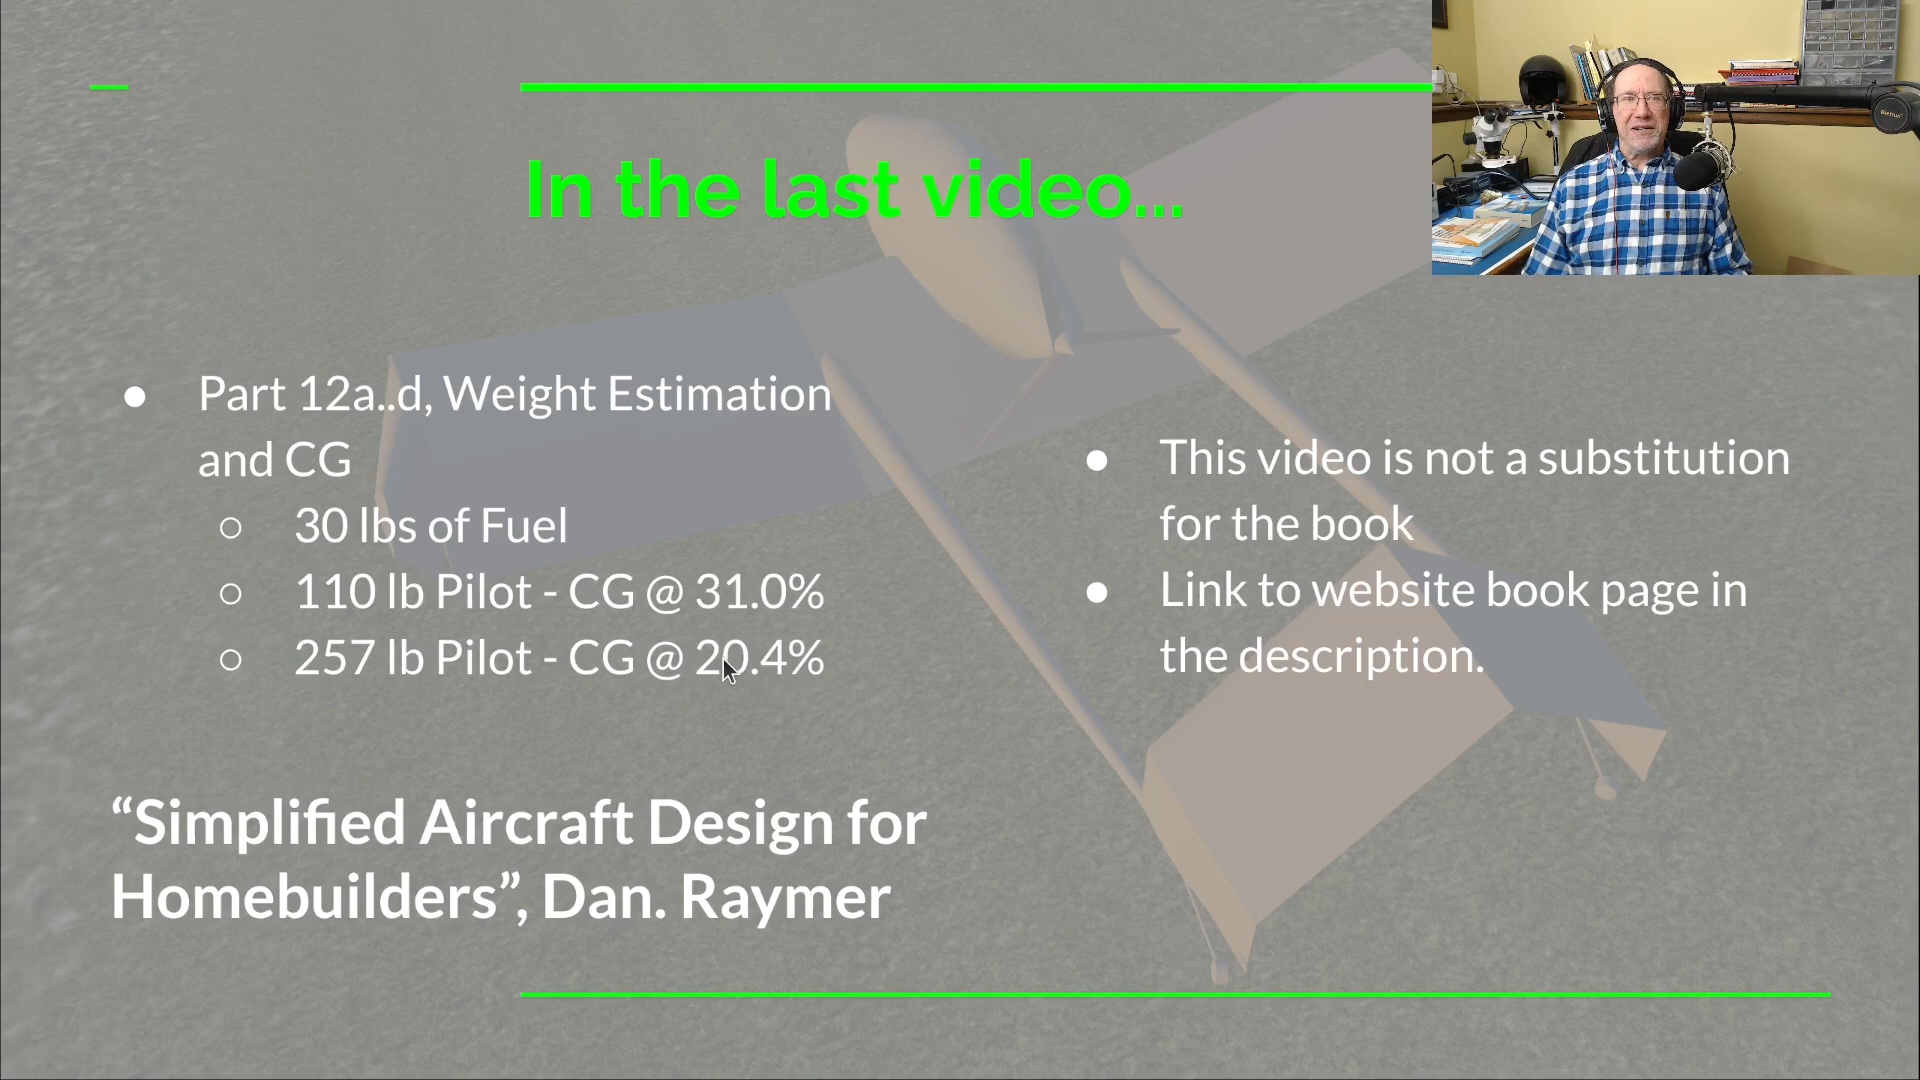 In the last video...
● Part 12a..d, Weight Estimation
and CG
○ 30 lbs of Fuel
○ 110 lb Pilot - CG @ 31.0%
○ 257 lb Pilot - CG @ 20.4%
● This video is not a substitution
for the book
● Link to website book page in
the description.
“Simplified Aircraft Design for
Homebuilders”, Dan. Raymer